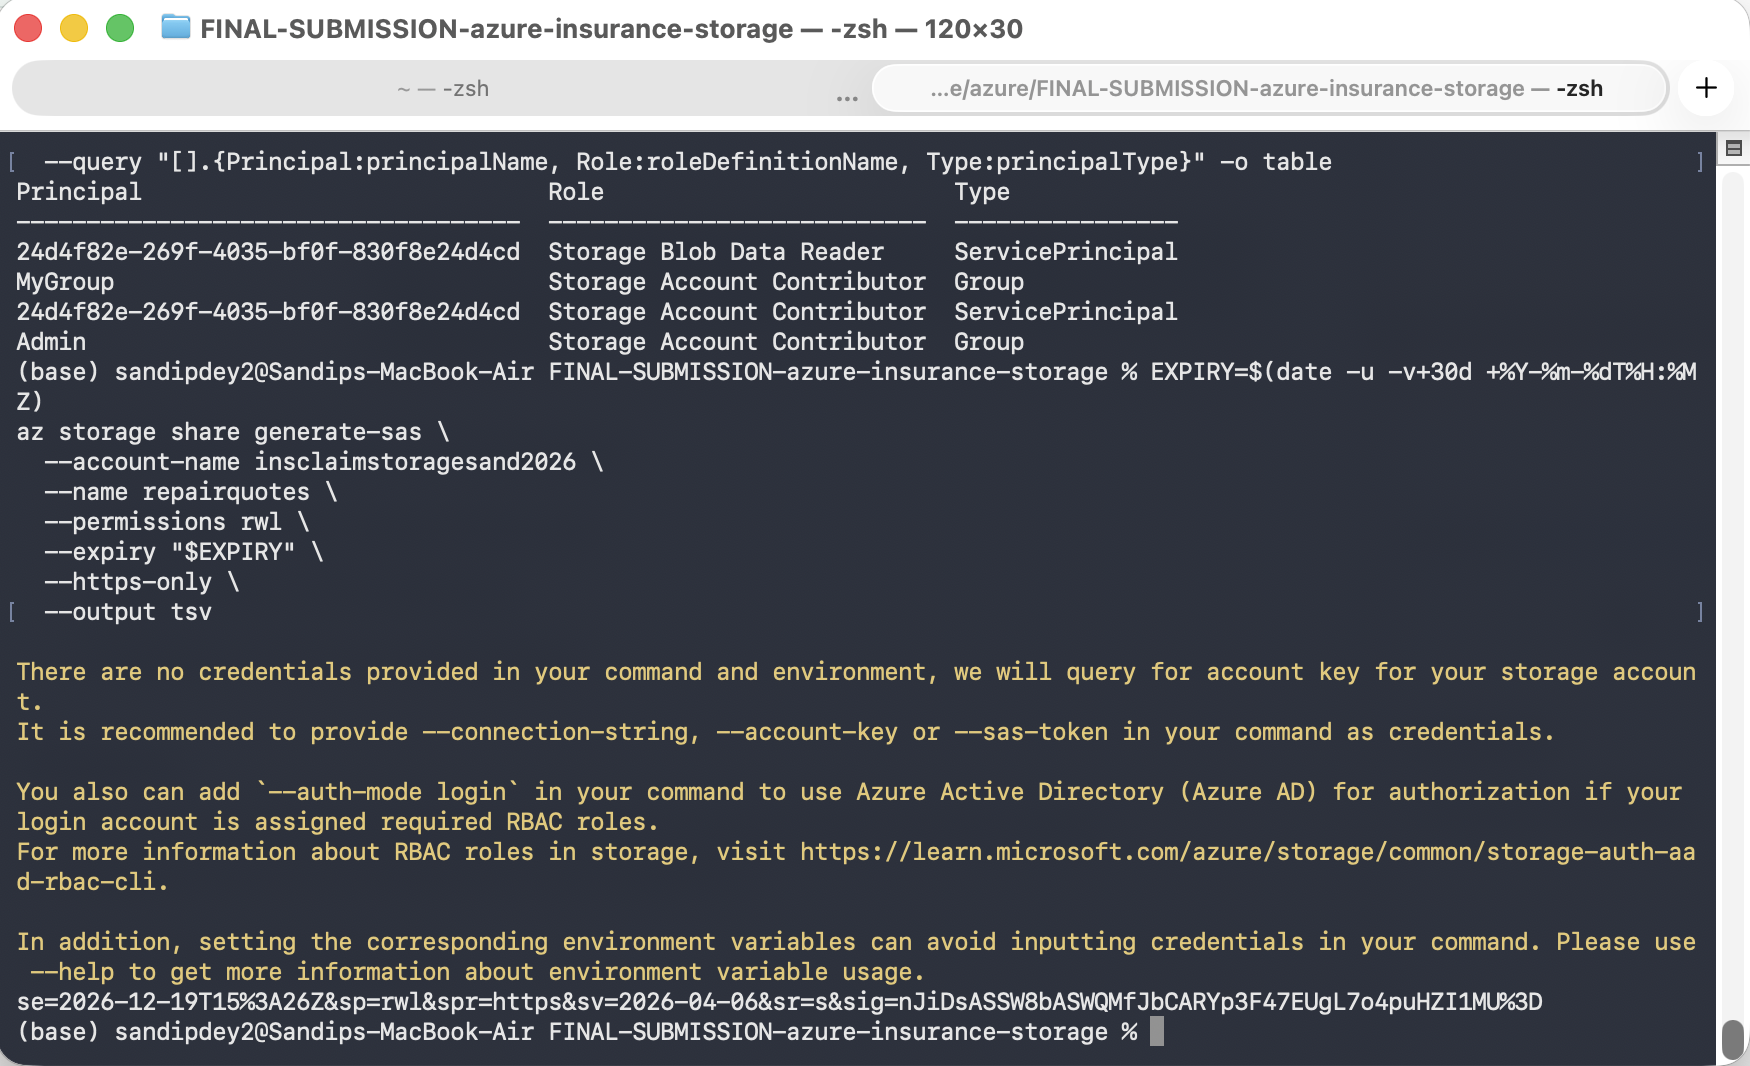 FINAL-SUBMISSION-azure-insurance-storage — -zsh — 120×30
~ — -zsh
...
...e/azure/FINAL-SUBMISSION-azure-insurance-storage — -zsh
+
[  --query "[].{Principal:principalName, Role:roleDefinitionName, Type:principalType}" -o table ]
Principal                             Role                         Type
------------------------------------  ---------------------------  ----------------
24d4f82e-269f-4035-bf0f-830f8e24d4cd  Storage Blob Data Reader     ServicePrincipal
MyGroup                               Storage Account Contributor  Group
24d4f82e-269f-4035-bf0f-830f8e24d4cd  Storage Account Contributor  ServicePrincipal
Admin                                 Storage Account Contributor  Group
(base) sandipdey2@Sandips-MacBook-Air FINAL-SUBMISSION-azure-insurance-storage % EXPIRY=$(date -u -v+30d +%Y-%m-%dT%H:%M
Z)
az storage share generate-sas \
  --account-name insclaimstoragesand2026 \
  --name repairquotes \
  --permissions rwl \
  --expiry "$EXPIRY" \
  --https-only \
[  --output tsv ]
There are no credentials provided in your command and environment, we will query for account key for your storage accoun
t.
It is recommended to provide --connection-string, --account-key or --sas-token in your command as credentials.
You also can add `--auth-mode login` in your command to use Azure Active Directory (Azure AD) for authorization if your
login account is assigned required RBAC roles.
For more information about RBAC roles in storage, visit https://learn.microsoft.com/azure/storage/common/storage-auth-aa
d-rbac-cli.
In addition, setting the corresponding environment variables can avoid inputting credentials in your command. Please use
 --help to get more information about environment variable usage.
se=2026-12-19T15%3A26Z&sp=rwl&spr=https&sv=2026-04-06&sr=s&sig=nJiDsASSW8bASWQMfJbCARYp3F47EUgL7o4puHZI1MU%3D
(base) sandipdey2@Sandips-MacBook-Air FINAL-SUBMISSION-azure-insurance-storage %